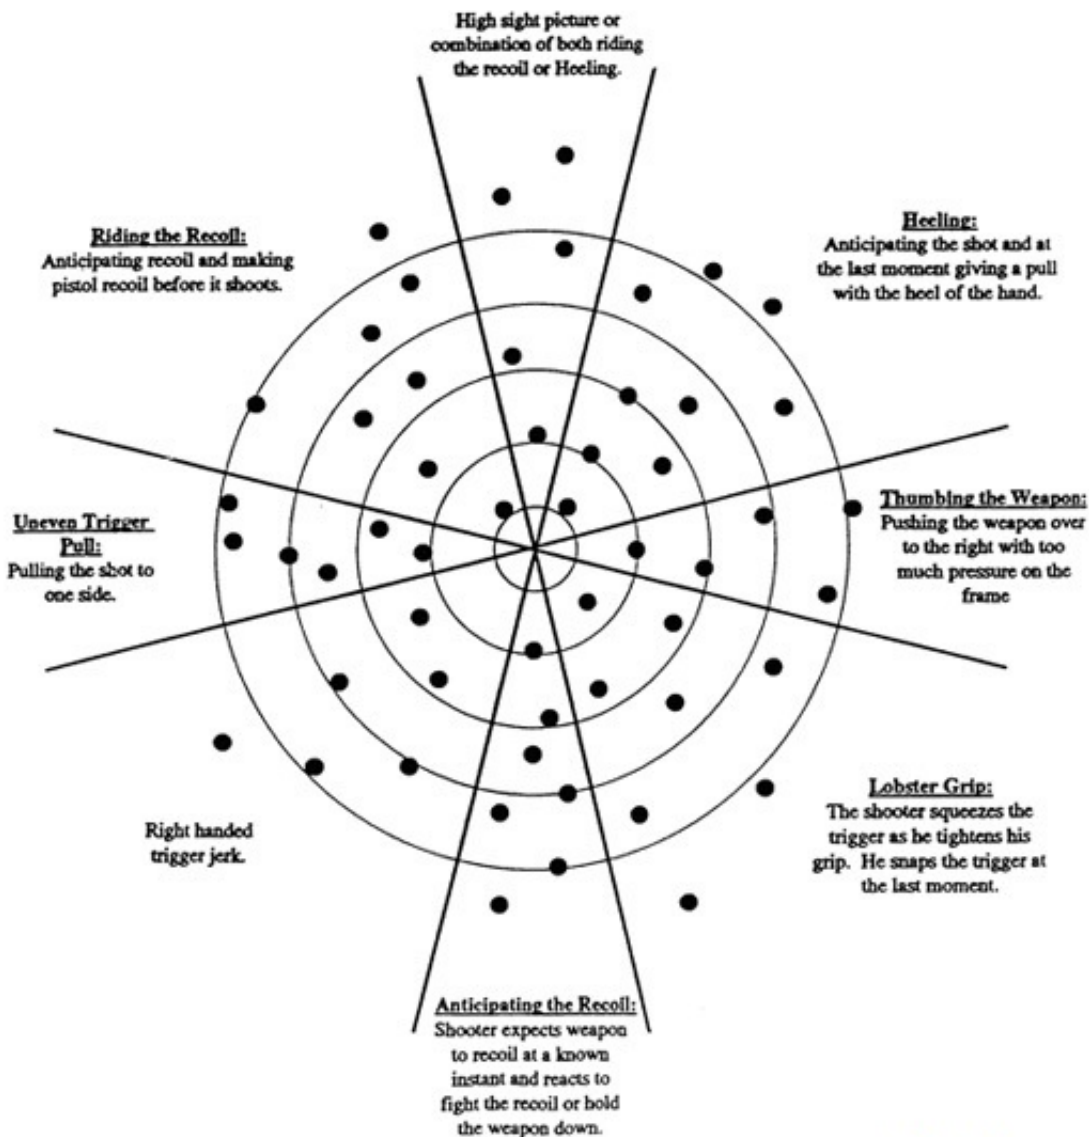 High sight picture or
combination of both riding
the recoil or Heeling.
Riding the Recoil:
Anticipating recoil and making
pistol recoil before it shoots.
Heeling:
Anticipating the shot and at
the last moment giving a pull
with the heel of the hand.
Uneven Trigger
Pull:
Pulling the shot to
one side.
Thumbing the Weapon:
Pushing the weapon over
to the right with too
much pressure on the
frame
Right handed
trigger jerk.
Lobster Grip:
The shooter squeezes the
trigger as he tightens his
grip. He snaps the trigger at
the last moment.
Anticipating the Recoil:
Shooter expects weapon
to recoil at a known
instant and reacts to
fight the recoil or hold
the weapon down.